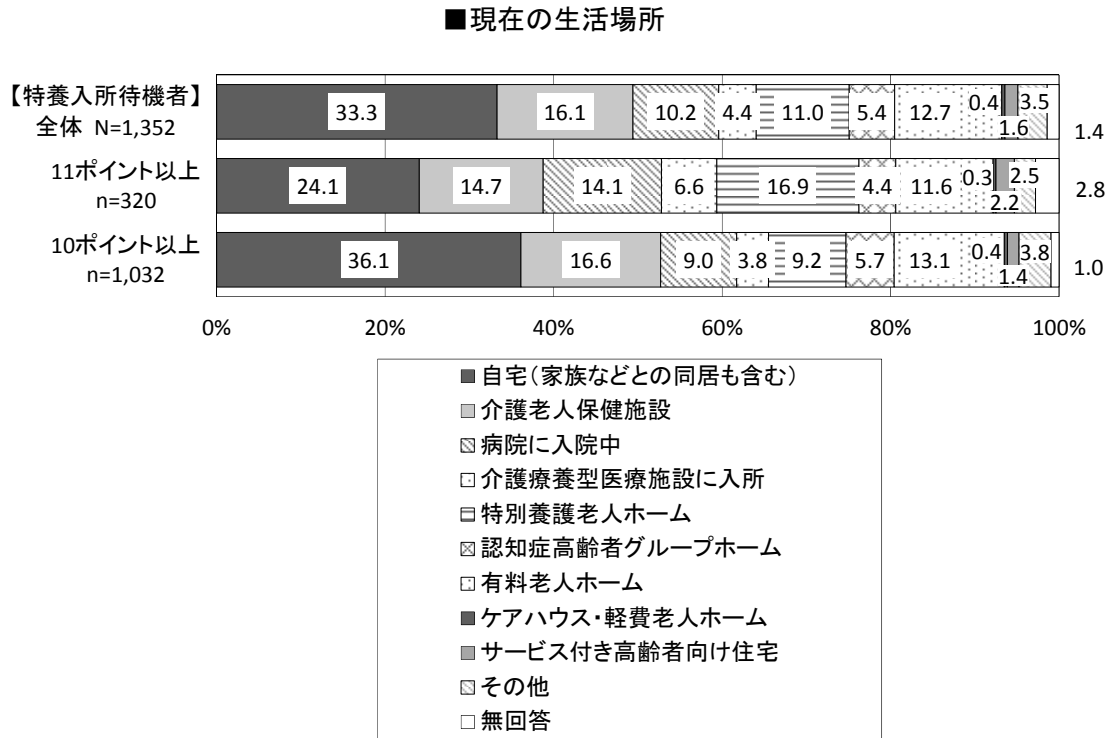 ■現在の生活場所
【特養入所待機者】
全体 N=1,352
33.3 16.1 10.2 4.4 11.0 5.4 12.7 0.4 1.6 3.5 1.4
11ポイント以上
n=320
24.1 14.7 14.1 6.6 16.9 4.4 11.6 0.3 2.2 2.5 2.8
10ポイント以上
n=1,032
36.1 16.6 9.0 3.8 9.2 5.7 13.1 0.4 1.4 3.8 1.0
0% 20% 40% 60% 80% 100%
自宅(家族などとの同居も含む)
介護老人保健施設
病院に入院中
介護療養型医療施設に入所
特別養護老人ホーム
認知症高齢者グループホーム
有料老人ホーム
ケアハウス・軽費老人ホーム
サービス付き高齢者向け住宅
その他
無回答